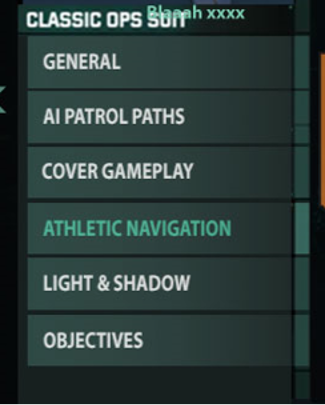 Blaaah xxxx
CLASSIC OPS SUIT
GENERAL
AI PATROL PATHS
COVER GAMEPLAY
ATHLETIC NAVIGATION
LIGHT & SHADOW
OBJECTIVES